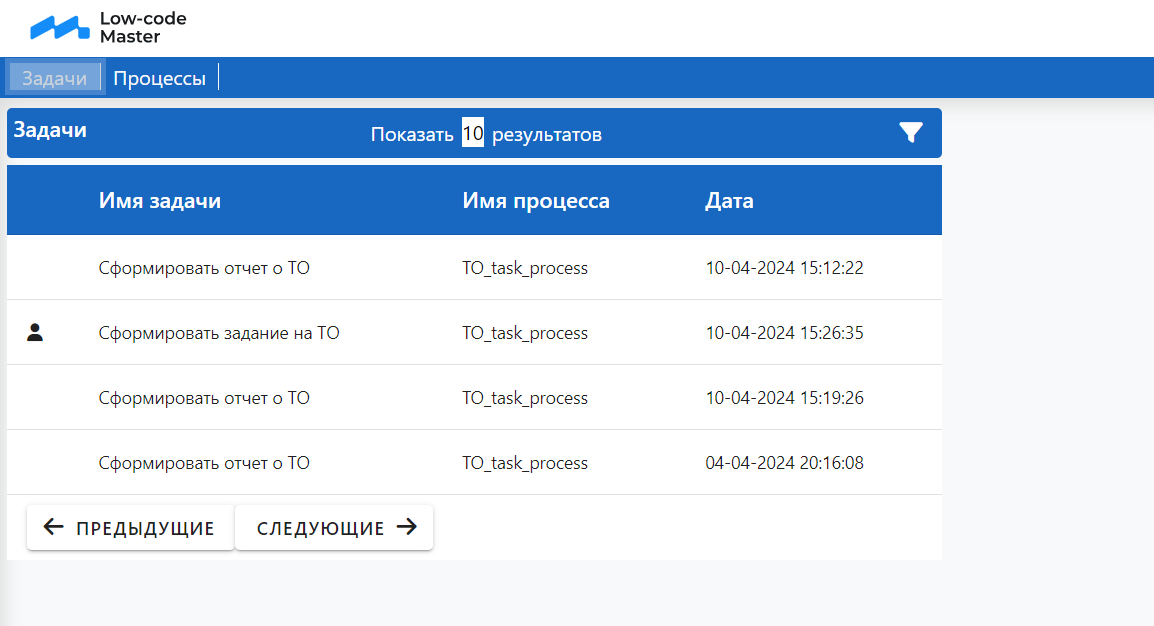 Low-code
Master
Задачи Процессы
Задачи Показать 10 результатов
Имя задачи Имя процесса Дата
Сформировать отчет о ТО TO_task_process 10-04-2024 15:12:22
Сформировать задание на ТО TO_task_process 10-04-2024 15:26:35
Сформировать отчет о ТО TO_task_process 10-04-2024 15:19:26
Сформировать отчет о ТО TO_task_process 04-04-2024 20:16:08
ПРЕДЫДУЩИЕ СЛЕДУЮЩИЕ